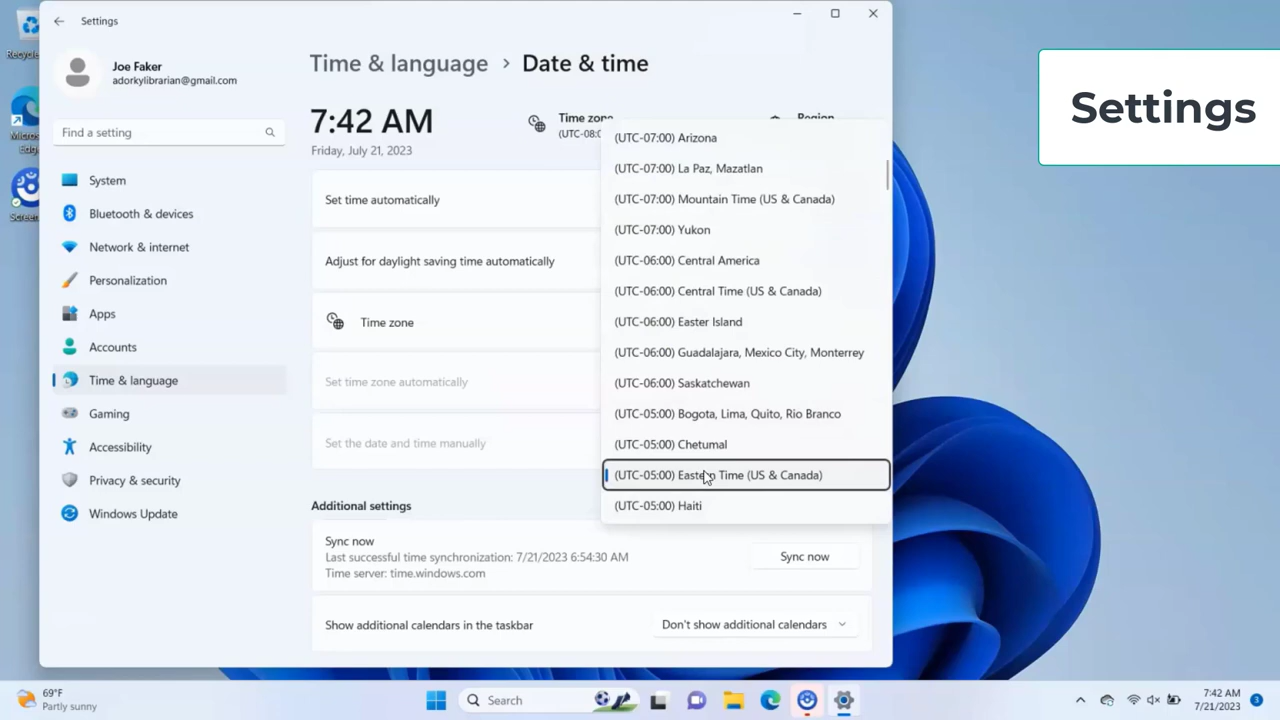 Settings
Joe Faker
adorkylibrarian@gmail.com
Find a setting
System
Bluetooth & devices
Network & internet
Personalization
Apps
Accounts
Time & language
Gaming
Accessibility
Privacy & security
Windows Update
Time & language > Date & time
7:42 AM
Friday, July 21, 2023
Time zone
(UTC-08:0
Region
Set time automatically
Adjust for daylight saving time automatically
Time zone
Set time zone automatically
Set the date and time manually
(UTC-07:00) Arizona
(UTC-07:00) La Paz, Mazatlan
(UTC-07:00) Mountain Time (US & Canada)
(UTC-07:00) Yukon
(UTC-06:00) Central America
(UTC-06:00) Central Time (US & Canada)
(UTC-06:00) Easter Island
(UTC-06:00) Guadalajara, Mexico City, Monterrey
(UTC-06:00) Saskatchewan
(UTC-05:00) Bogota, Lima, Quito, Rio Branco
(UTC-05:00) Chetumal
(UTC-05:00) Eastern Time (US & Canada)
(UTC-05:00) Haiti
Additional settings
Sync now
Last successful time synchronization: 7/21/2023 6:54:30 AM
Time server: time.windows.com
Sync now
Show additional calendars in the taskbar
Don't show additional calendars
Settings
Recycle
Micros
Edge
Screen
69°F
Partly sunny
Search
7:42 AM
7/21/2023
3